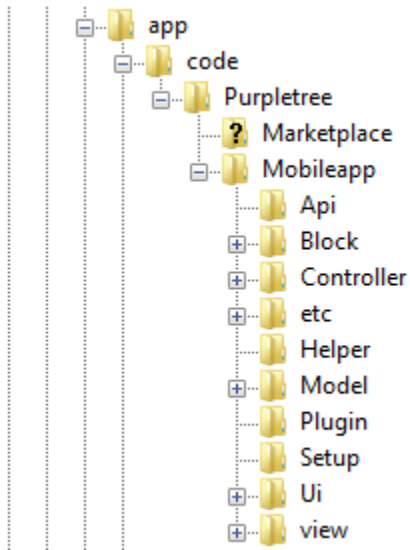 app
code
Purpletree
? Marketplace
Mobileapp
Api
Block
Controller
etc
Helper
Model
Plugin
Setup
Ui
view